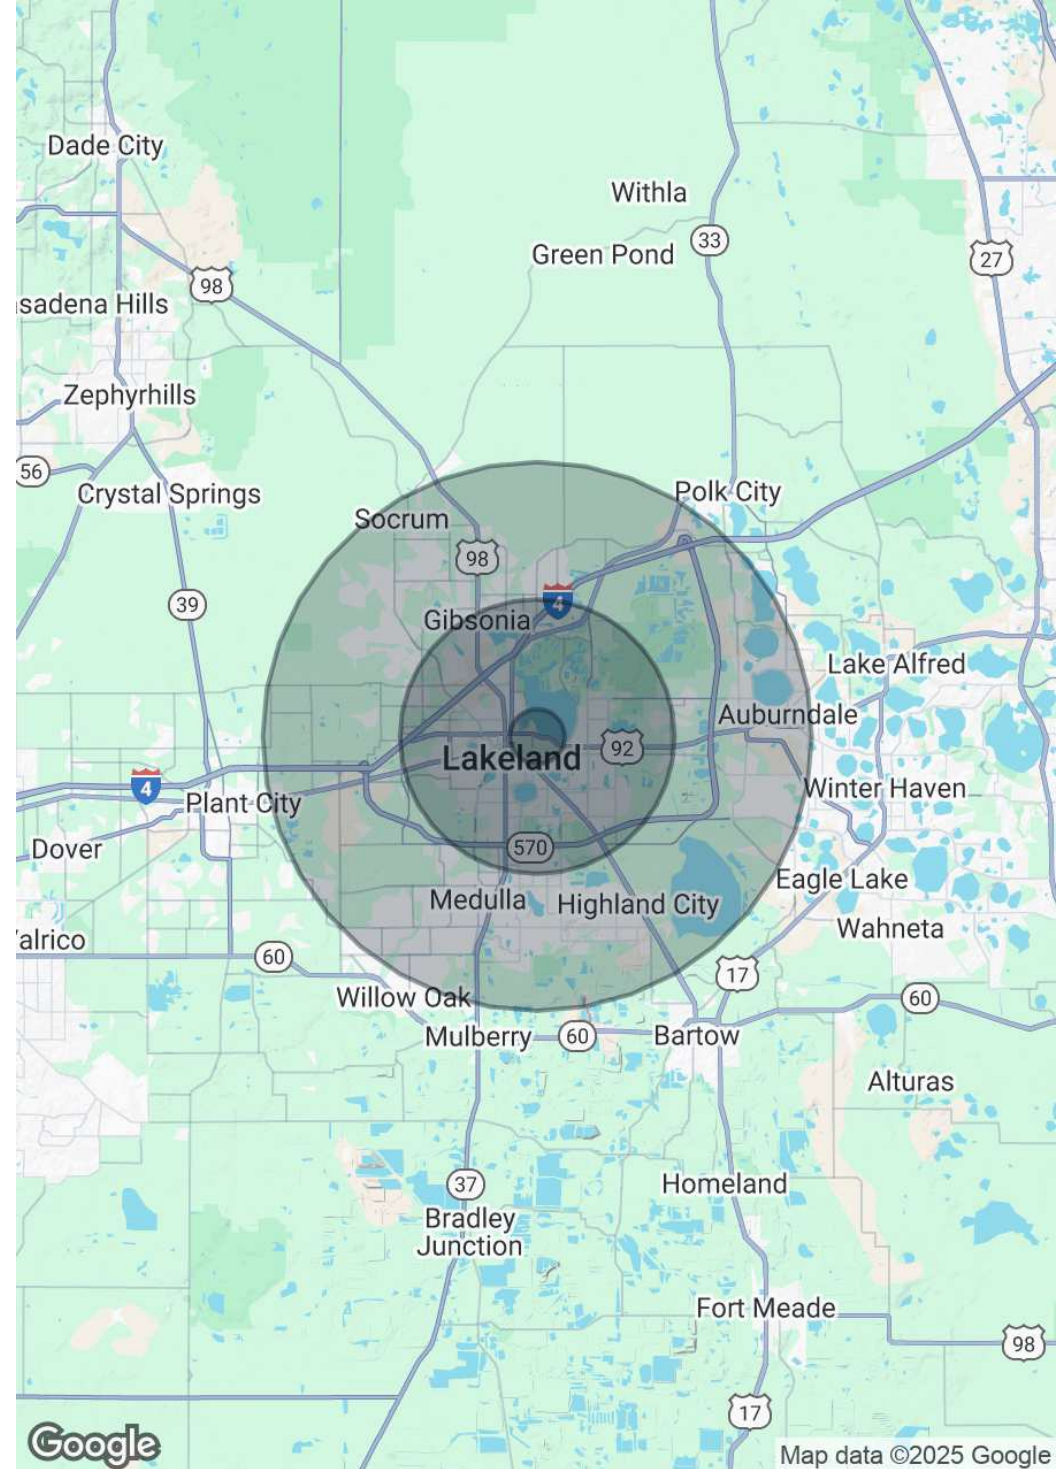 Dade City
Withla
33
Green Pond
27
98
asadena Hills
Zephyrhills
56
Crystal Springs
Polk City
Socrum
98
39
4
Gibsonia
Lake Alfred
Auburndale
92
Lakeland
4
Winter Haven
Plant City
Dover
570
Eagle Lake
Medulla
Highland City
Wahneta
alrico
60
17
Willow Oak
60
Mulberry
60
Bartow
Alturas
37
Homeland
Bradley
Junction
Fort Meade
98
17
Google
Map data ©2025 Google